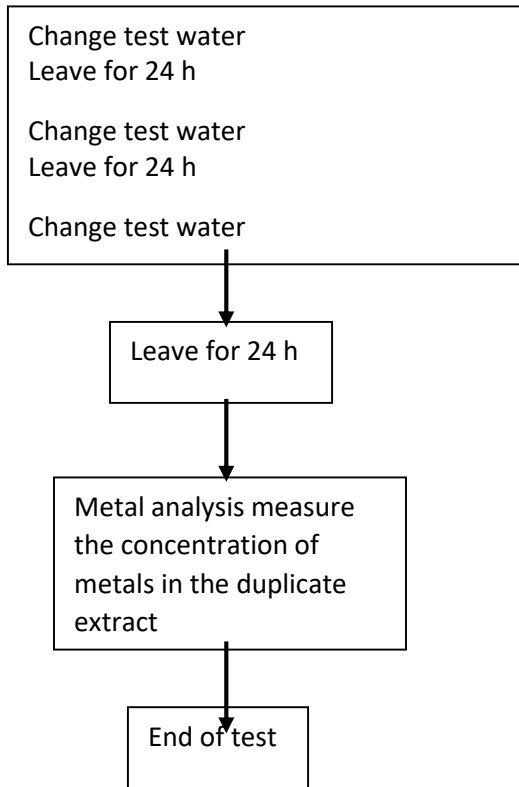 Change test water
Leave for 24 h
Change test water
Leave for 24 h
Change test water
Leave for 24 h
Metal analysis measure
the concentration of
metals in the duplicate
extract
End of test